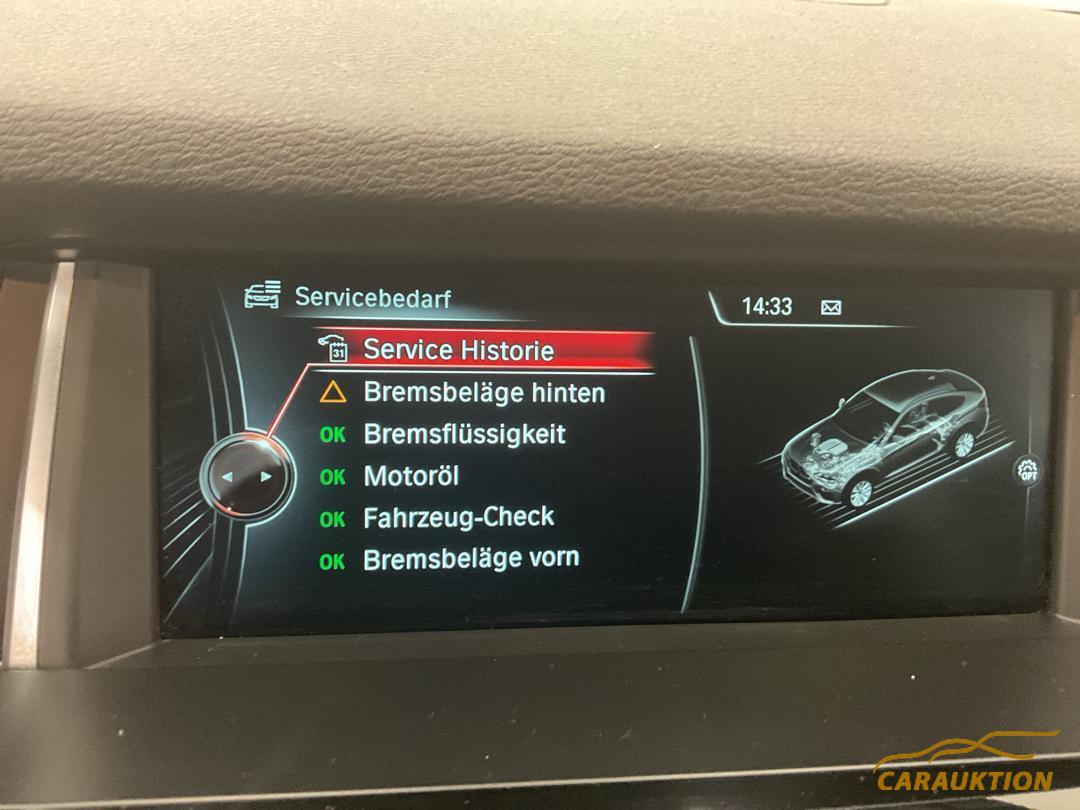 Servicebedarf
14:33
31 Service Historie
Bremsbeläge hinten
OK Bremsflüssigkeit
OK Motoröl
OK Fahrzeug-Check
OK Bremsbeläge vorn
OPT
CARAUKTION